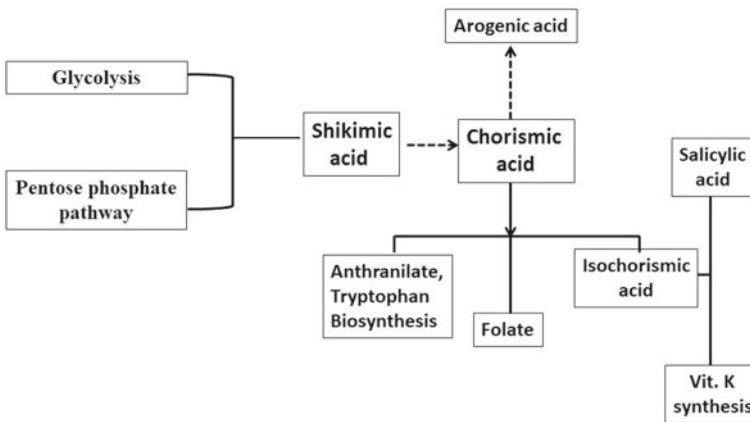 Arogenic acid
Glycolysis
Shikimic
acid
Chorismic
acid
Salicylic
acid
Pentose phosphate
pathway
Anthranilate,
Tryptophan
Biosynthesis
Folate
Isochorismic
acid
Vit. K
synthesis